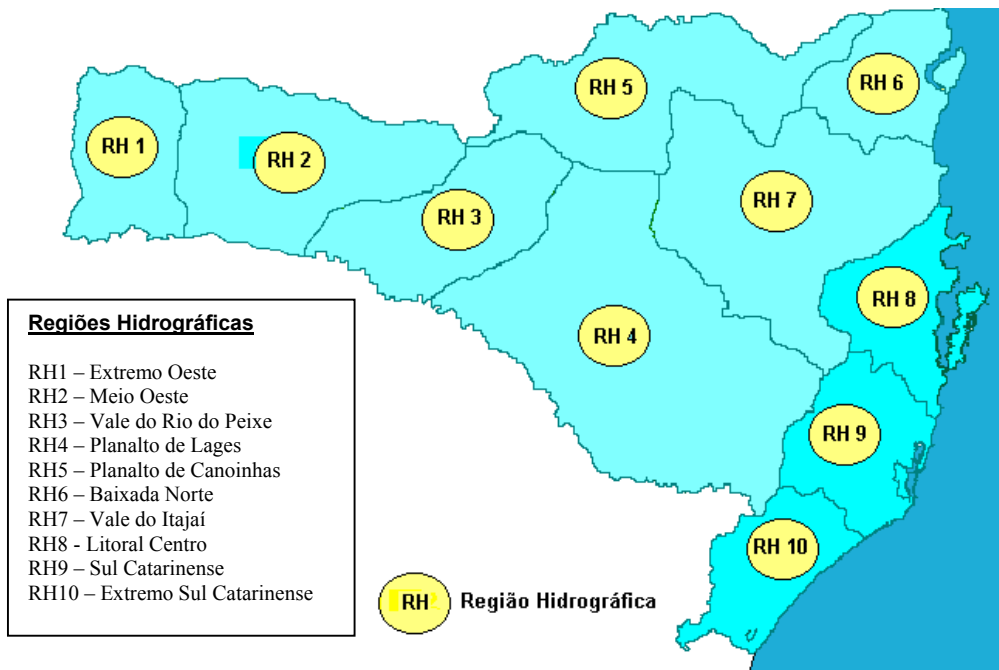 RH 5
RH 6
RH 1
RH 2
RH 7
RH 3
RH 8
RH 4
RH 9
RH 10
Regiões Hidrográficas
RH1 – Extremo Oeste
RH2 – Meio Oeste
RH3 – Vale do Rio do Peixe
RH4 – Planalto de Lages
RH5 – Planalto de Canoinhas
RH6 – Baixada Norte
RH7 – Vale do Itajaí
RH8 - Litoral Centro
RH9 – Sul Catarinense
RH10 – Extremo Sul Catarinense
RH Região Hidrográfica